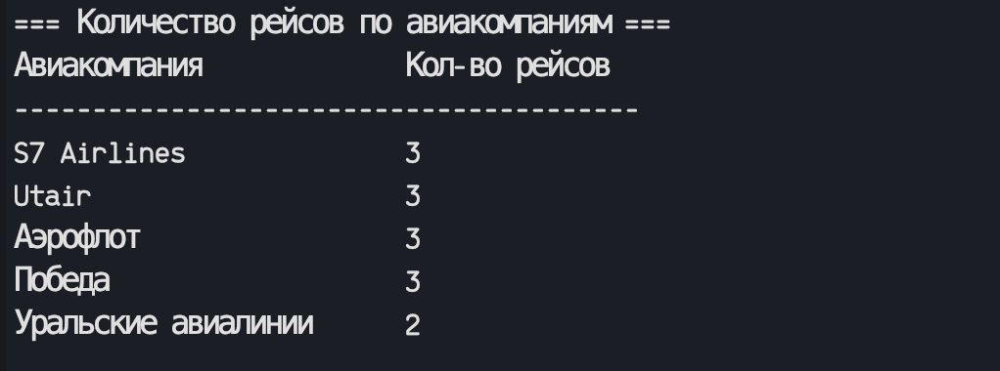 === Количество рейсов по авиакомпаниям ===
Авиакомпания Кол-во рейсов
----------------------------------------
S7 Airlines 3
Utair 3
Аэрофлот 3
Победа 3
Уральские авиалинии 2